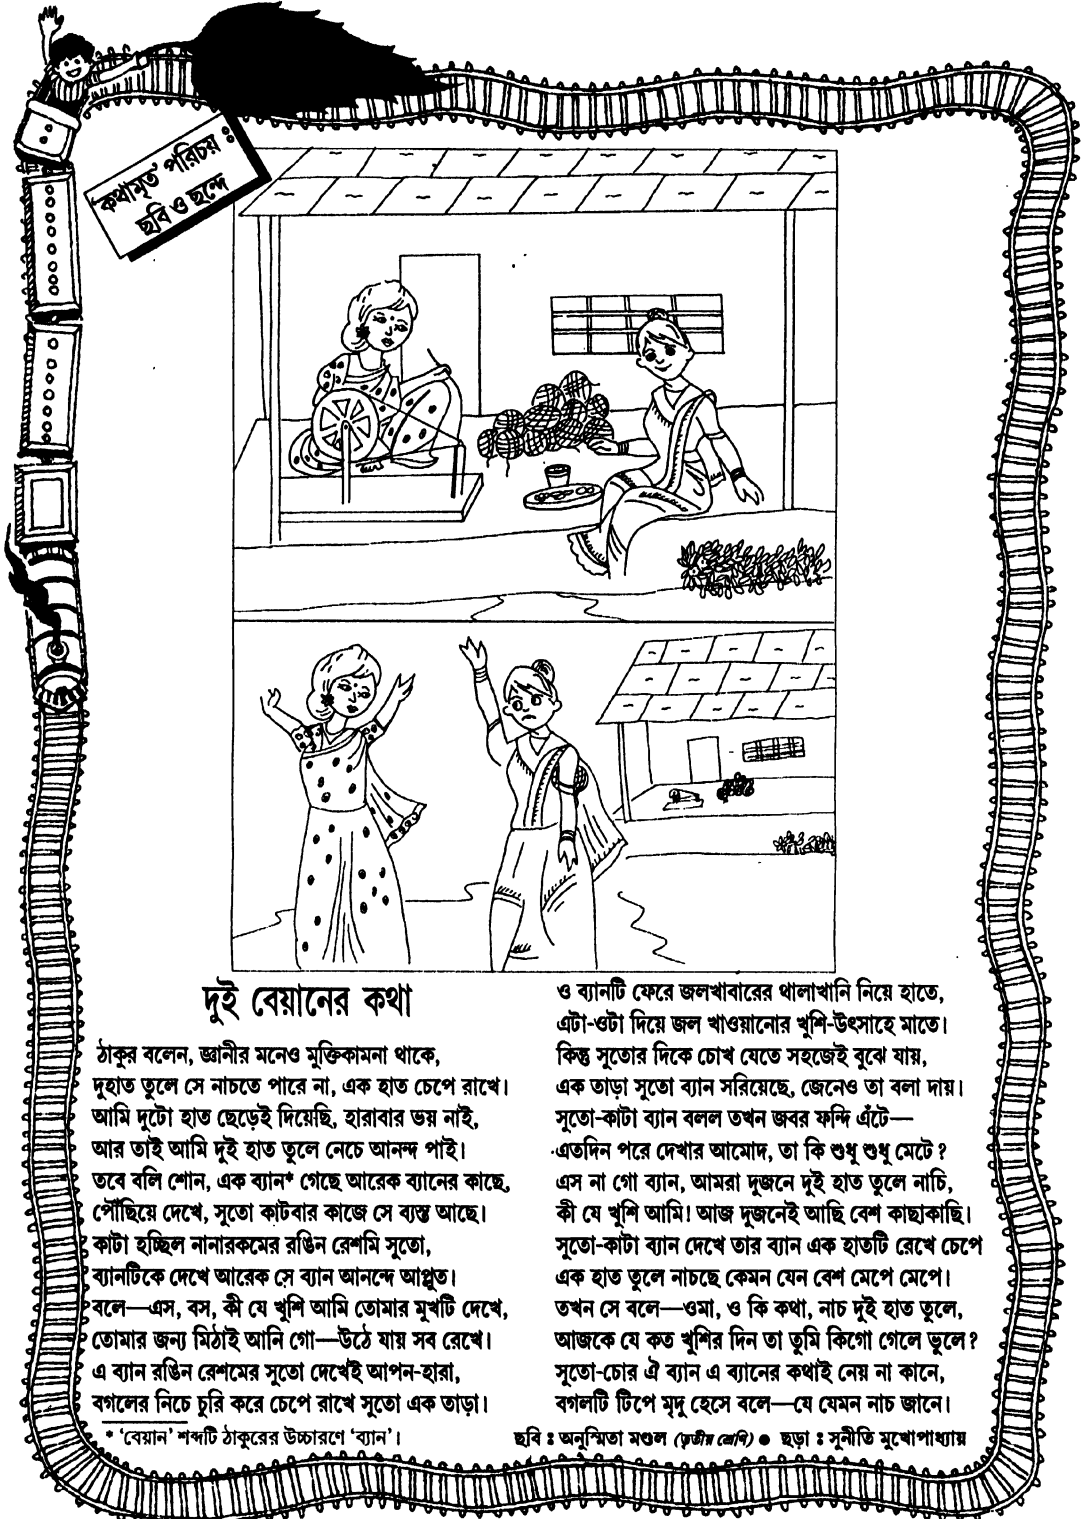 'কথামৃত' পরিচয় ঃ
ছবি ও ছন্দে
দুই বেয়ানের কথা
ঠাকুর বলেন, জ্ঞানীর মনেও মুক্তিকামনা থাকে,
দুহাত তুলে সে নাচতে পারে না, এক হাত চেপে রাখে।
আমি দুটো হাত ছেড়েই দিয়েছি, হারাবার ভয় নাই,
আর তাই আমি দুই হাত তুলে নেচে আনন্দ পাই।
তবে বলি শোন, এক ব্যান* গেছে আরেক ব্যানের কাছে,
পৌঁছিয়ে দেখে, সুতো কাটবার কাজে সে ব্যস্ত আছে।
কাটা হচ্ছিল নানারকমের রঙিন রেশমি সুতো,
ব্যানটিকে দেখে আরেক সে ব্যান আনন্দে আপ্লুত।
বলে—এস, বস, কী যে খুশি আমি তোমার মুখটি দেখে,
তোমার জন্য মিঠাই আনি গো—উঠে যায় সব রেখে।
এ ব্যান রঙিন রেশমের সুতো দেখেই আপন-হারা,
বগলের নিচে চুরি করে চেপে রাখে সুতো এক তাড়া।
* 'বেয়ান' শব্দটি ঠাকুরের উচ্চারণে 'ব্যান'।
ও ব্যানটি ফেরে জলখাবারের থালাখানি নিয়ে হাতে,
এটা-ওটা দিয়ে জল খাওয়ানোর খুশি-উৎসাহে মাতে।
কিন্তু সুতোর দিকে চোখ যেতে সহজেই বুঝে যায়,
এক তাড়া সুতো ব্যান সরিয়েছে, জেনেও তা বলা দায়।
সুতো-কাটা ব্যান বলল তখন জবর ফন্দি এঁটে—
এতদিন পরে দেখার আমোদ, তা কি শুধু শুধু মেটে ?
এস না গো ব্যান, আমরা দুজনে দুই হাত তুলে নাচি,
কী যে খুশি আমি! আজ দুজনেই আছি বেশ কাছাকাছি।
সুতো-কাটা ব্যান দেখে তার ব্যান এক হাতটি রেখে চেপে
এক হাত তুলে নাচছে কেমন যেন বেশ মেপে মেপে।
তখন সে বলে—ওমা, ও কি কথা, নাচ দুই হাত তুলে,
আজকে যে কত খুশির দিন তা তুমি কিগো গেলে ভুলে?
সুতো-চোর ঐ ব্যান এ ব্যানের কথাই নেয় না কানে,
বগলটি টিপে মৃদু হেসে বলে—যে যেমন নাচ জানে।
ছবি ঃ অনুস্মিতা মণ্ডল (তৃতীয় শ্রেণি) ● ছড়া ঃ সুনীতি মুখোপাধ্যায়